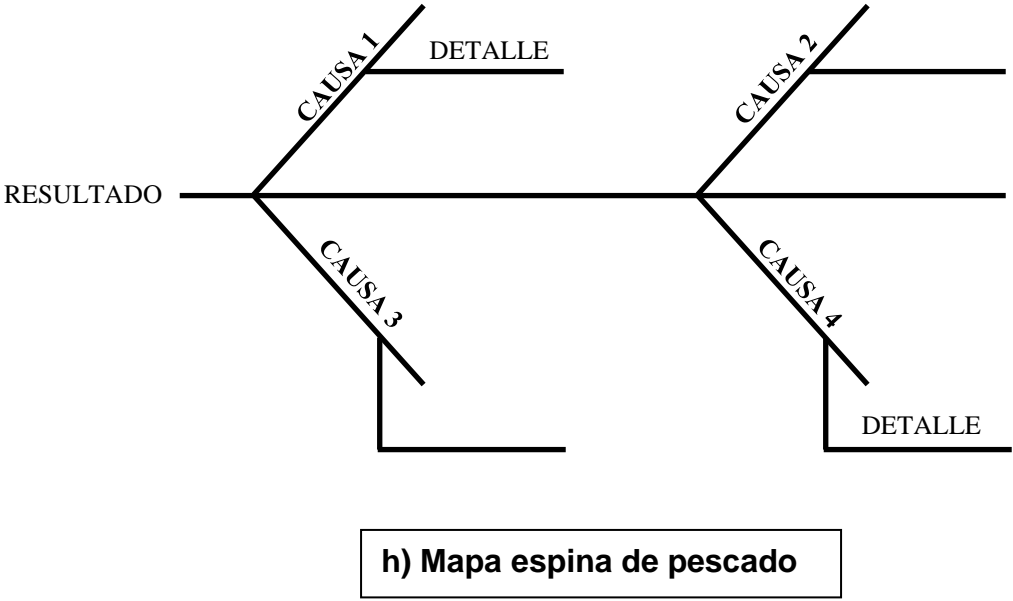 CAUSA 1
DETALLE
CAUSA 2
RESULTADO
CAUSA 3
CAUSA 4
DETALLE
h) Mapa espina de pescado